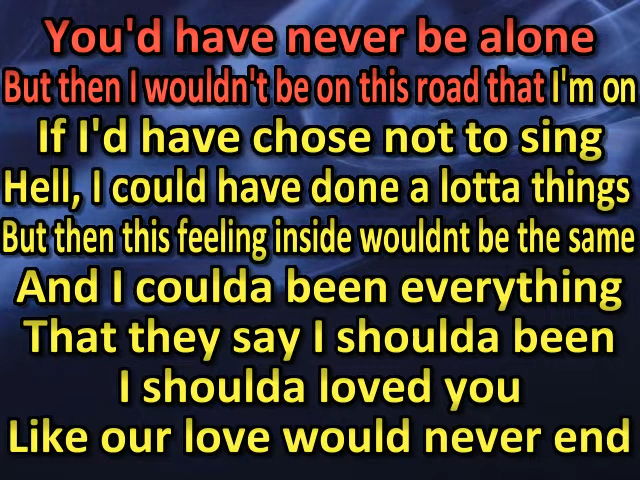 You'd have never be alone
But then I wouldn't be on this road that I'm on
If I'd have chose not to sing
Hell, I could have done a lotta things
But then this feeling inside wouldnt be the same
And I coulda been everything
That they say I shoulda been
I shoulda loved you
Like our love would never end